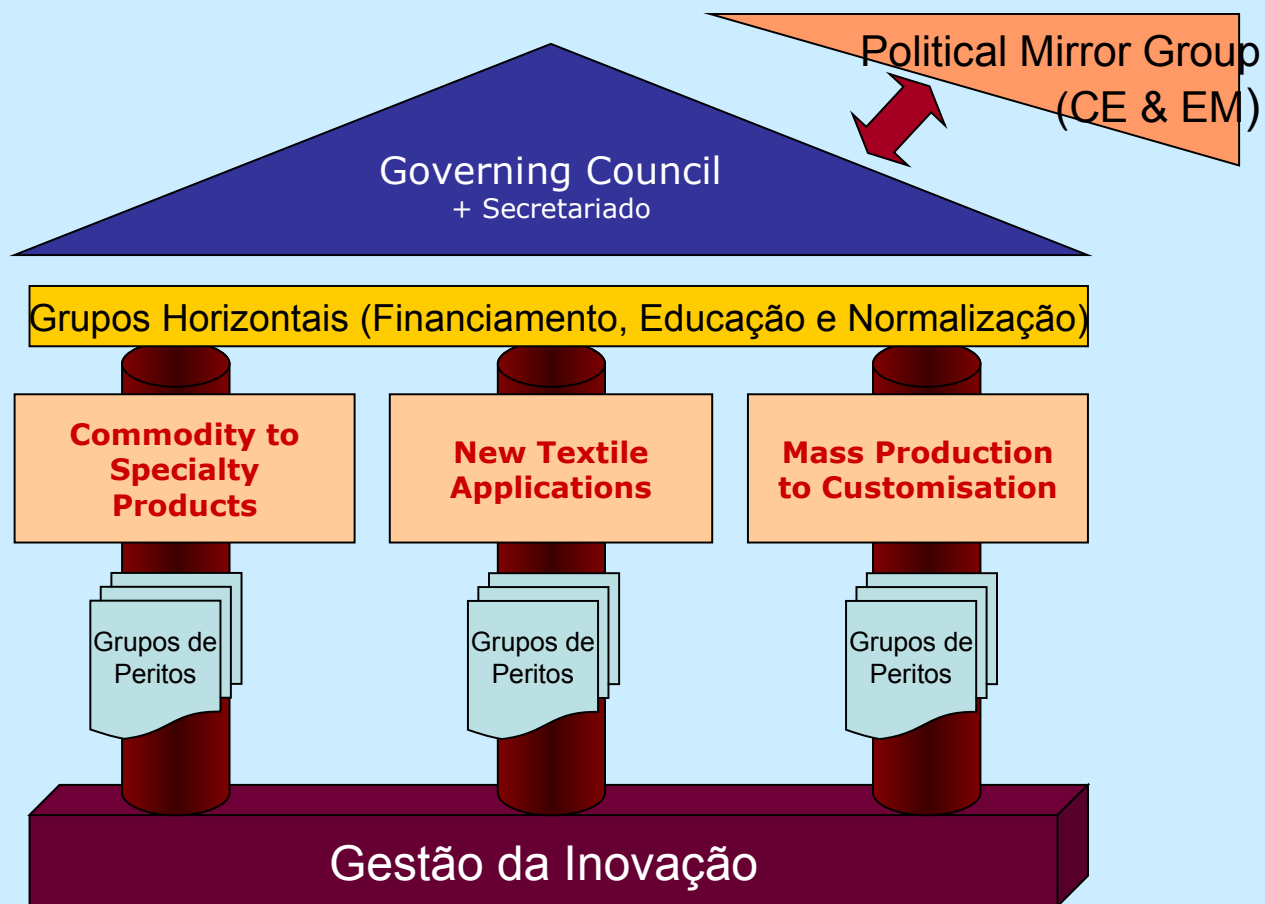 Political Mirror Group
(CE & EM)
Governing Council
+ Secretariado
Grupos Horizontais (Financiamento, Educação e Normalização)
Commodity to
Specialty
Products
New Textile
Applications
Mass Production
to Customisation
Grupos de
Peritos
Grupos de
Peritos
Grupos de
Peritos
Gestão da Inovação